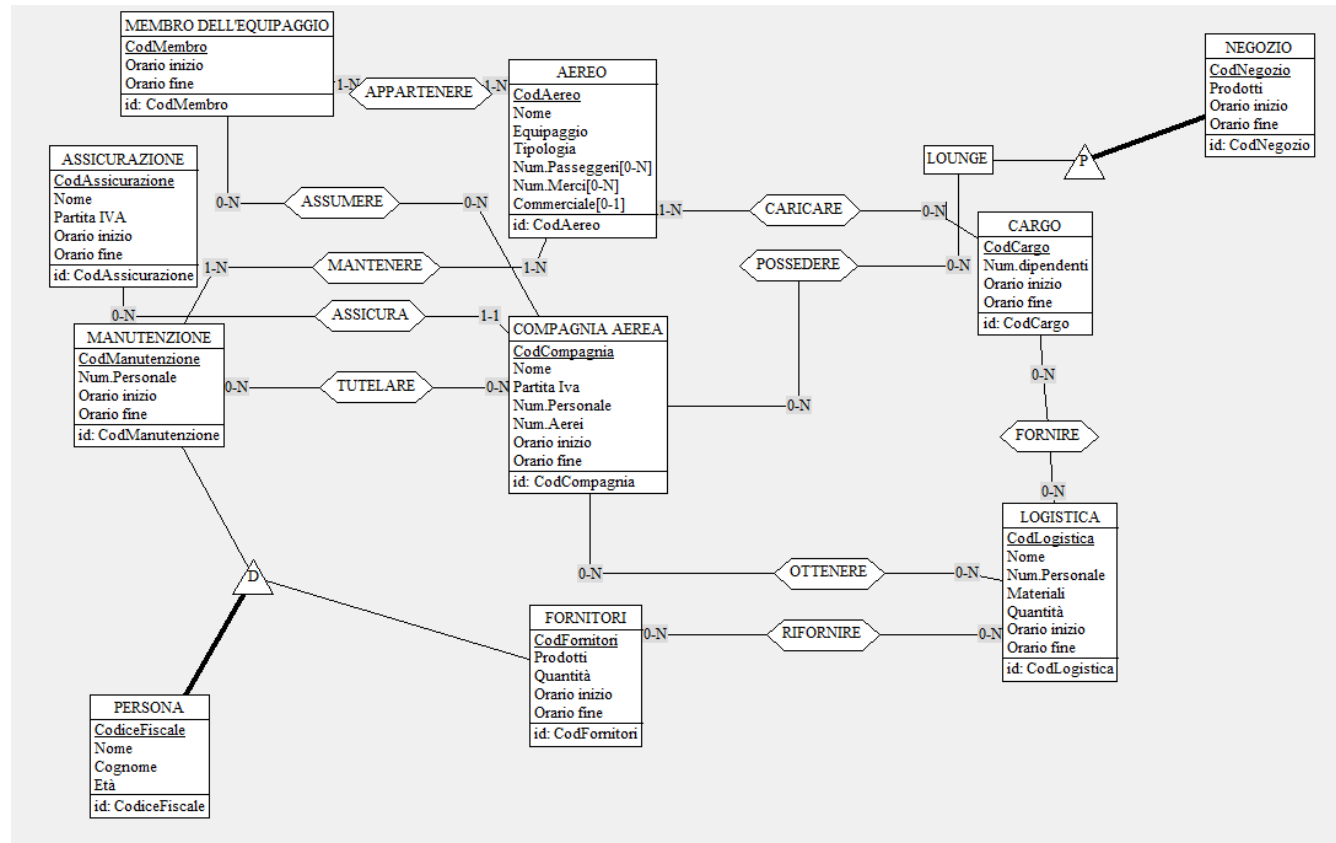 MEMBRO DELL'EQUIPAGGIO
CodMembro
Orario inizio
Orario fine
id: CodMembro
1-N
APPARTENERE
1-N
AEREO
CodAereo
Nome
Equipaggio
Tipologia
Num.Passeggeri[0-N]
Num.Merci[0-N]
Commerciale[0-1]
id: CodAereo
NEGOZIO
CodNegozio
Prodotti
Orario inizio
Orario fine
id: CodNegozio
LOUNGE
P
ASSICURAZIONE
CodAssicurazione
Nome
Partita IVA
Orario inizio
Orario fine
id: CodAssicurazione
0-N
ASSUMERE
0-N
1-N
CARICARE
0-N
CARGO
CodCargo
Num.dipendenti
Orario inizio
Orario fine
id: CodCargo
1-N
MANTENERE
1-N
POSSEDERE
0-N
0-N
ASSICURA
1-1
MANUTENZIONE
CodManutenzione
Num.Personale
Orario inizio
Orario fine
id: CodManutenzione
0-N
TUTELARE
0-N
COMPAGNIA AEREA
CodCompagnia
Nome
Partita Iva
Num.Personale
Num.Aerei
Orario inizio
Orario fine
id: CodCompagnia
0-N
0-N
FORNIRE
0-N
LOGISTICA
CodLogistica
Nome
Num.Personale
Materiali
Quantità
Orario inizio
Orario fine
id: CodLogistica
0-N
OTTENERE
0-N
D
FORNITORI
CodFornitori
Prodotti
Quantità
Orario inizio
Orario fine
id: CodFornitori
0-N
RIFORNIRE
0-N
PERSONA
CodiceFiscale
Nome
Cognome
Età
id: CodiceFiscale